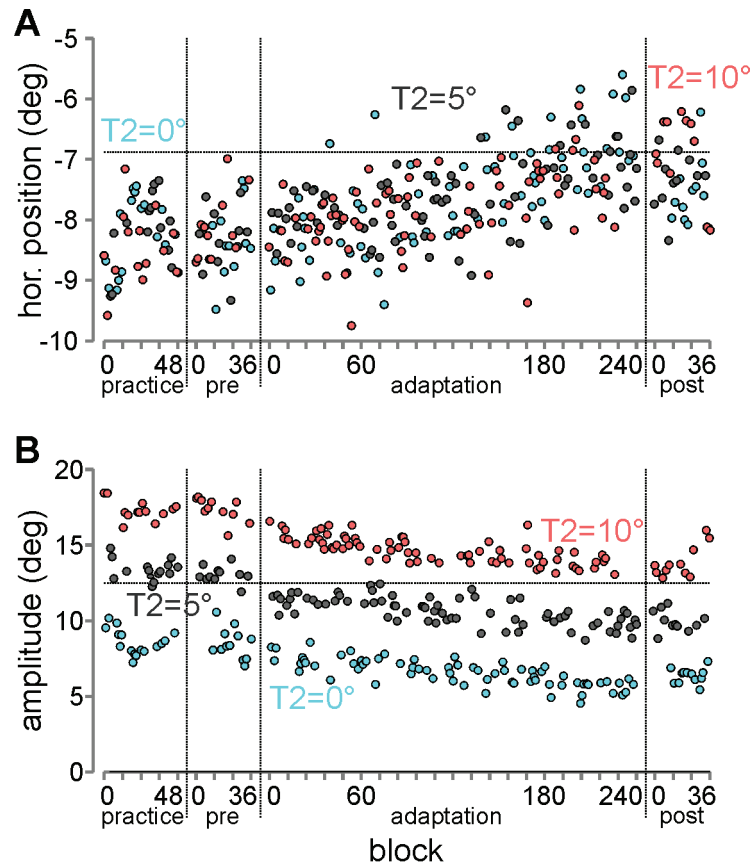 A
hor. position (deg)
-5
-6
-7
-8
-9
-10
T2=0°
T2=5°
T2=10°
0 48 0 36 0 60 180 240 0 36
practice pre adaptation post
B
amplitude (deg)
20
15
10
5
0
T2=10°
T2=5°
T2=0°
0 48 0 36 0 60 180 240 0 36
practice pre adaptation post
block